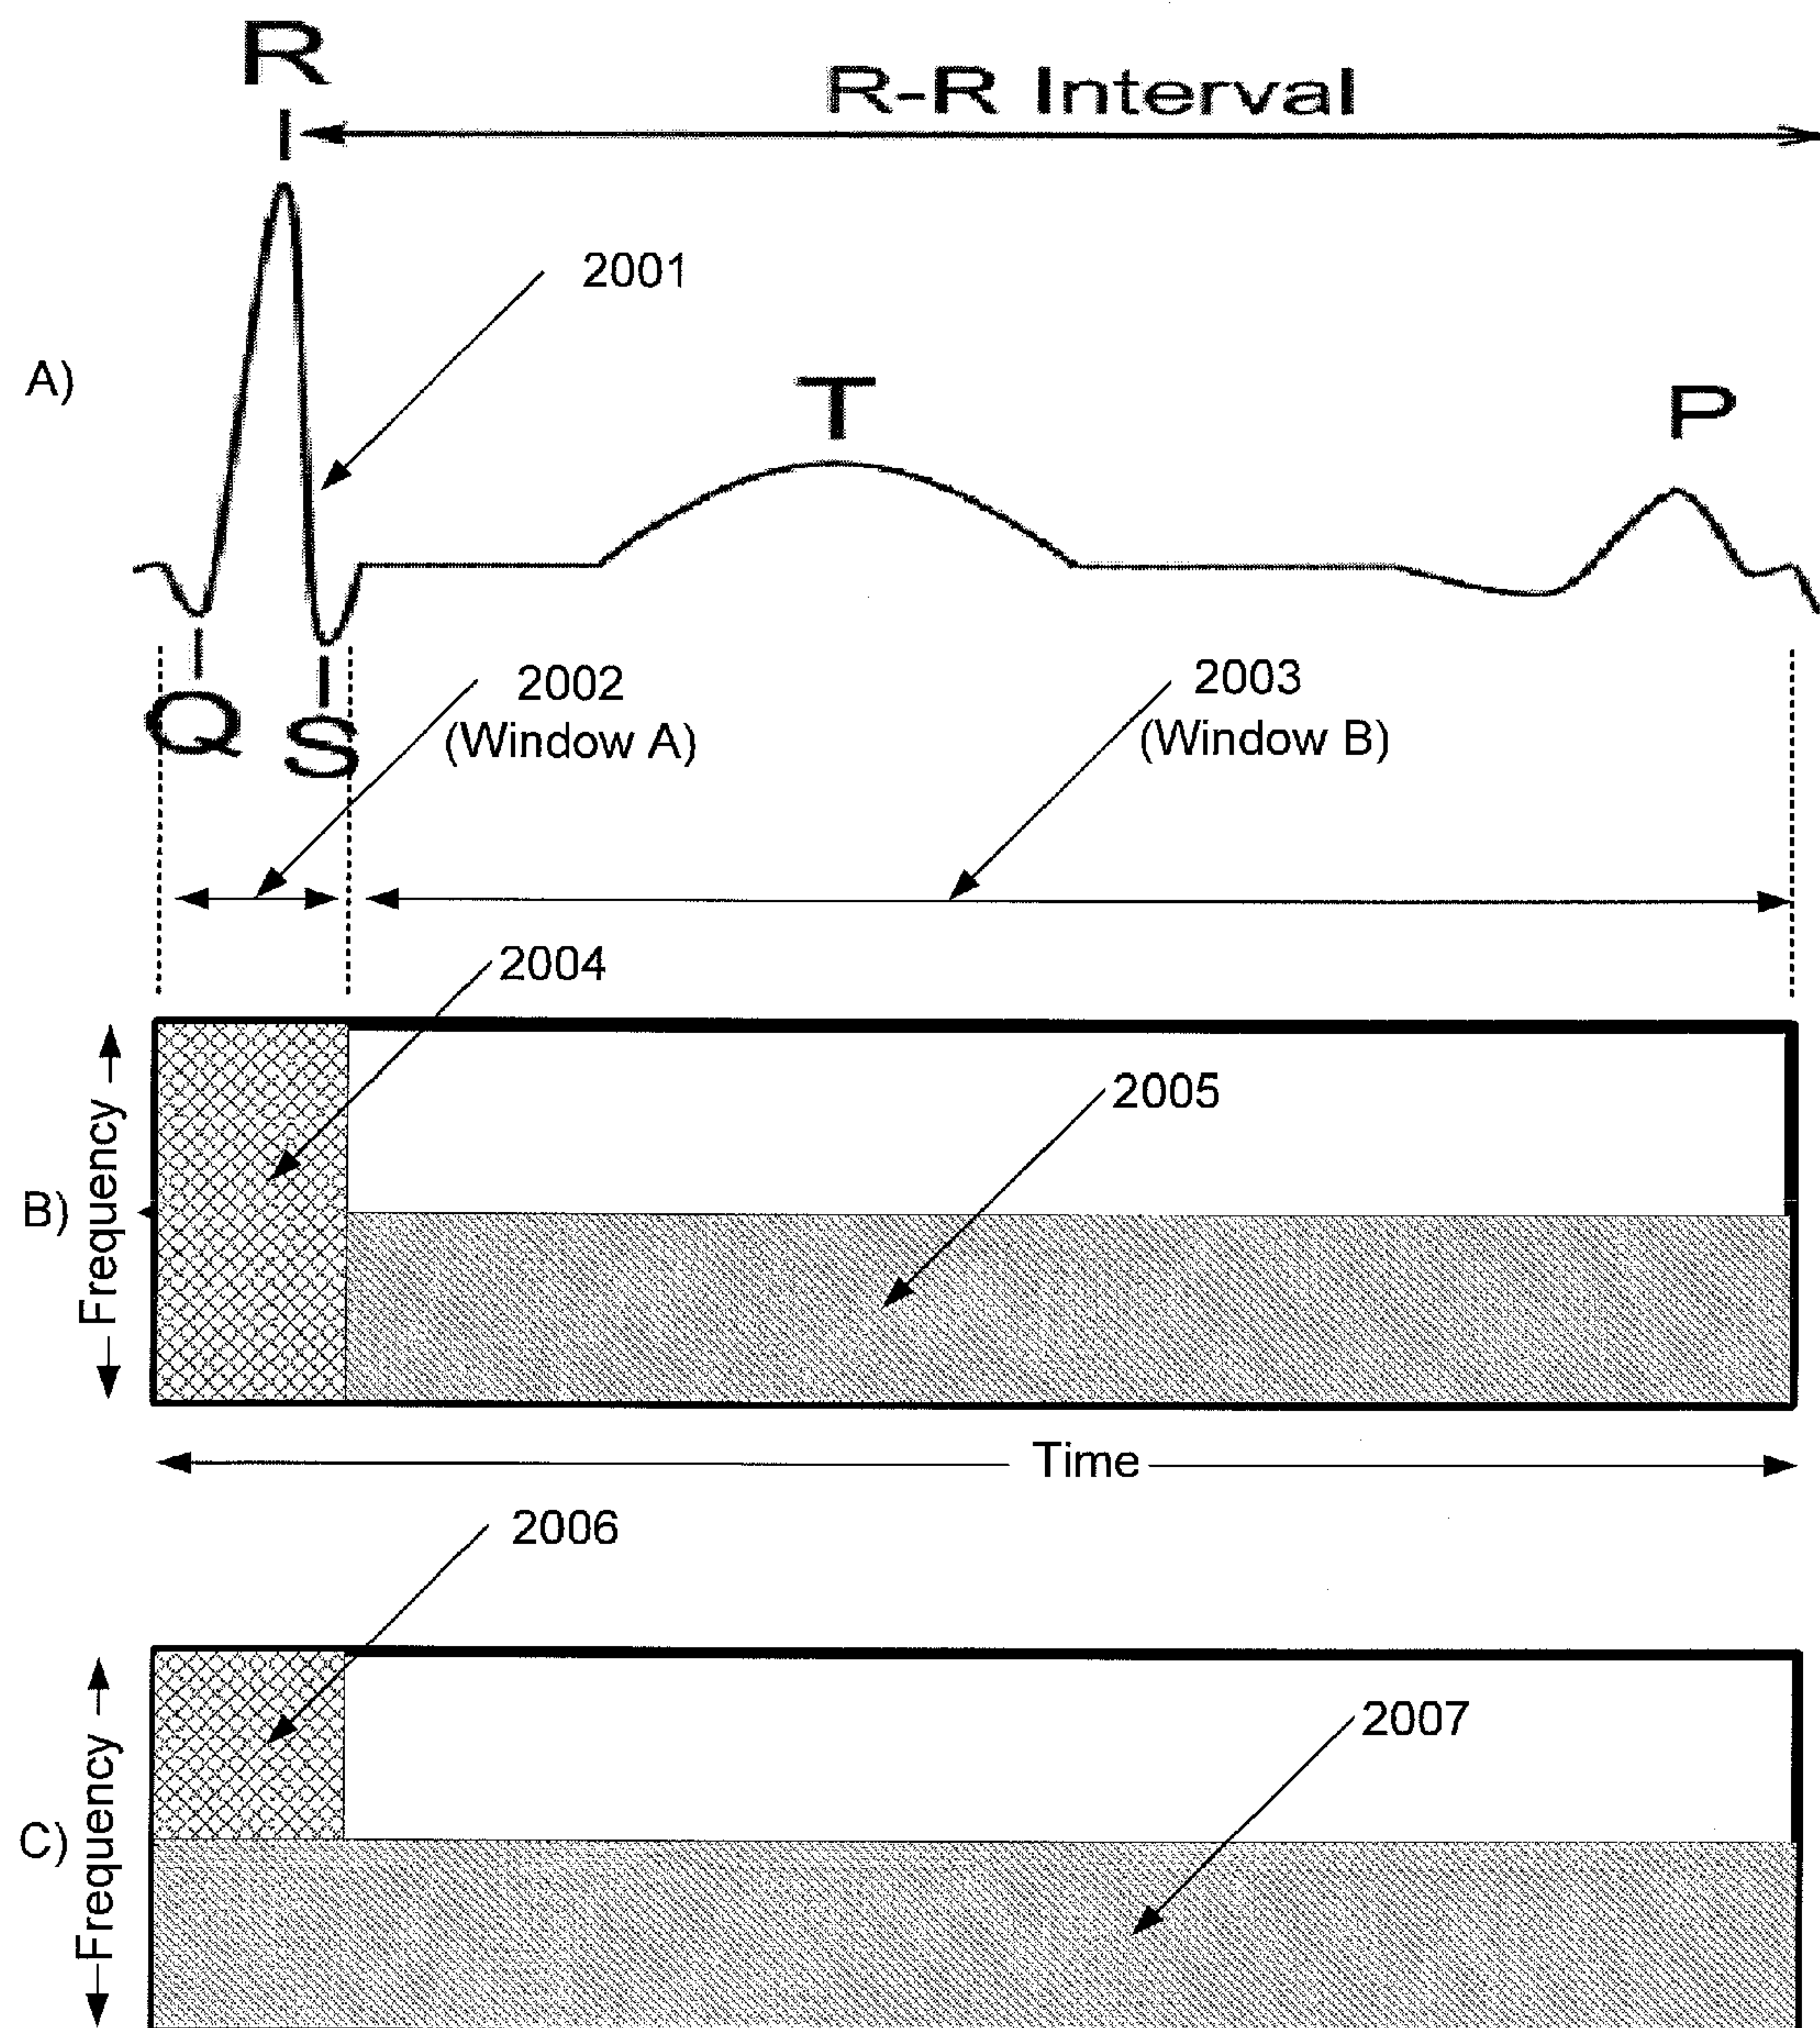 R
R-R Interval
2001
A)
T
P
Q
S
2002
(Window A)
2003
(Window B)
2004
2005
B)
Frequency
Time
2006
2007
C)
Frequency